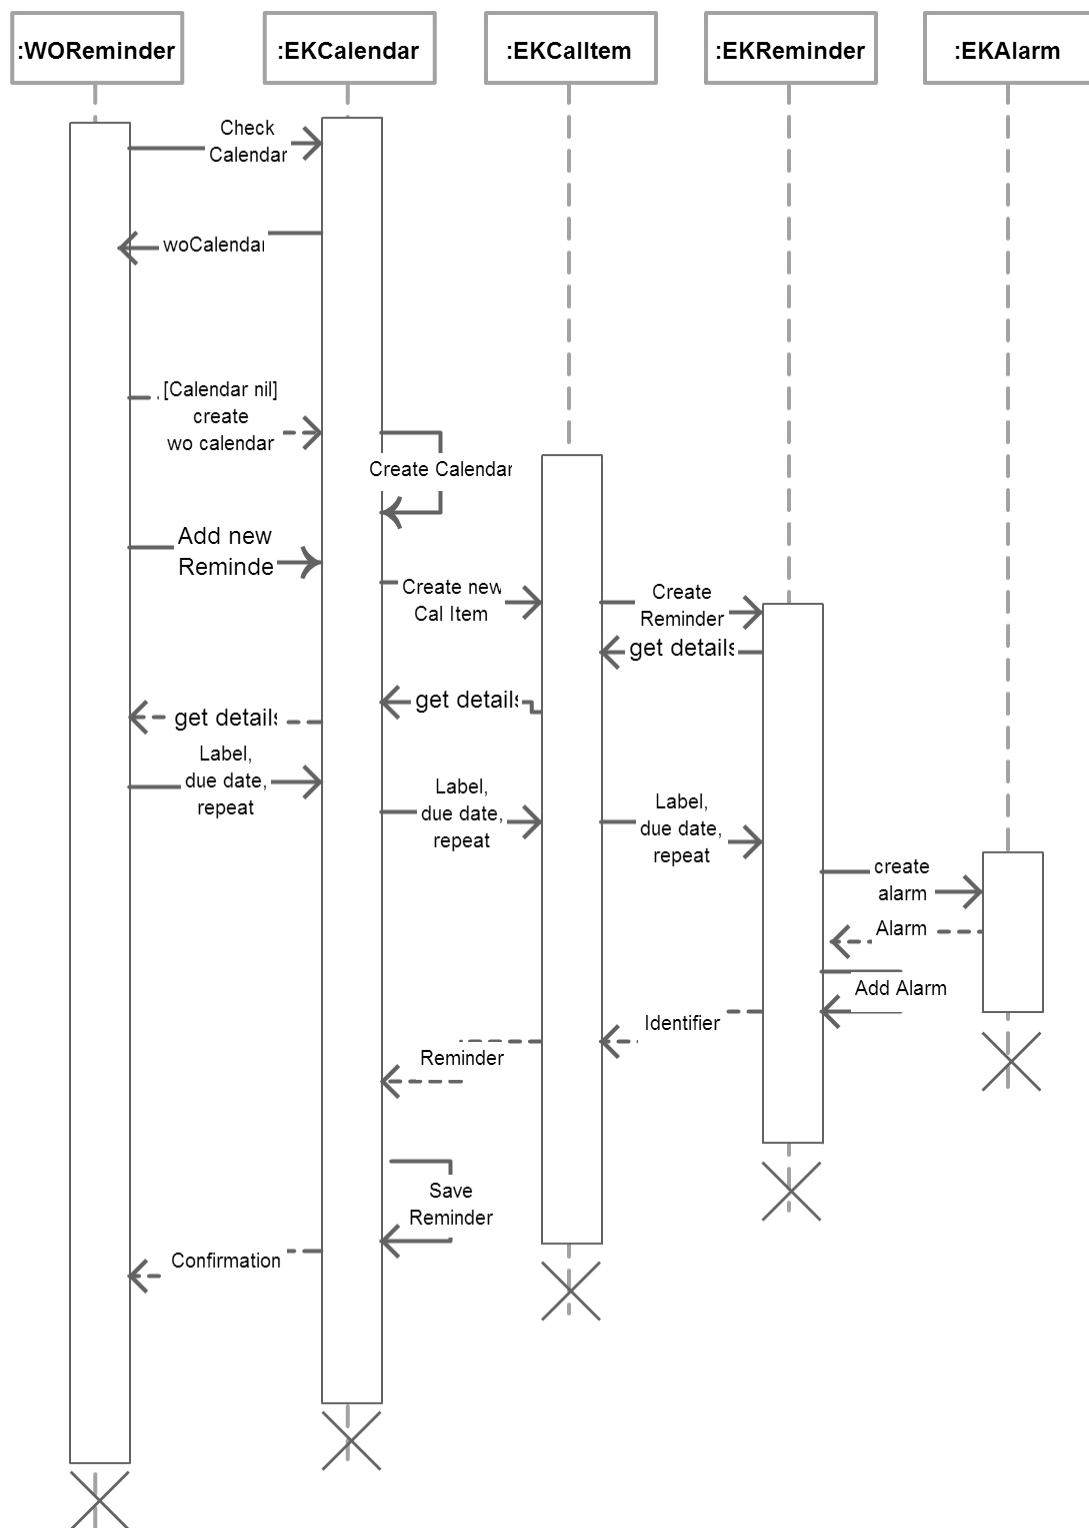 :WOReminder
:EKCalendar
:EKCalItem
:EKReminder
:EKAlarm
Check
Calendar
woCalendar
[Calendar nil]
create
wo calendar
Create Calendar
Add new
Reminde
Create new
Cal Item
Create
Reminder
get details
get details
get details
Label,
due date,
repeat
Label,
due date,
repeat
Label,
due date,
repeat
create
alarm
Alarm
Add Alarm
Identifier
Reminder
Save
Reminder
Confirmation